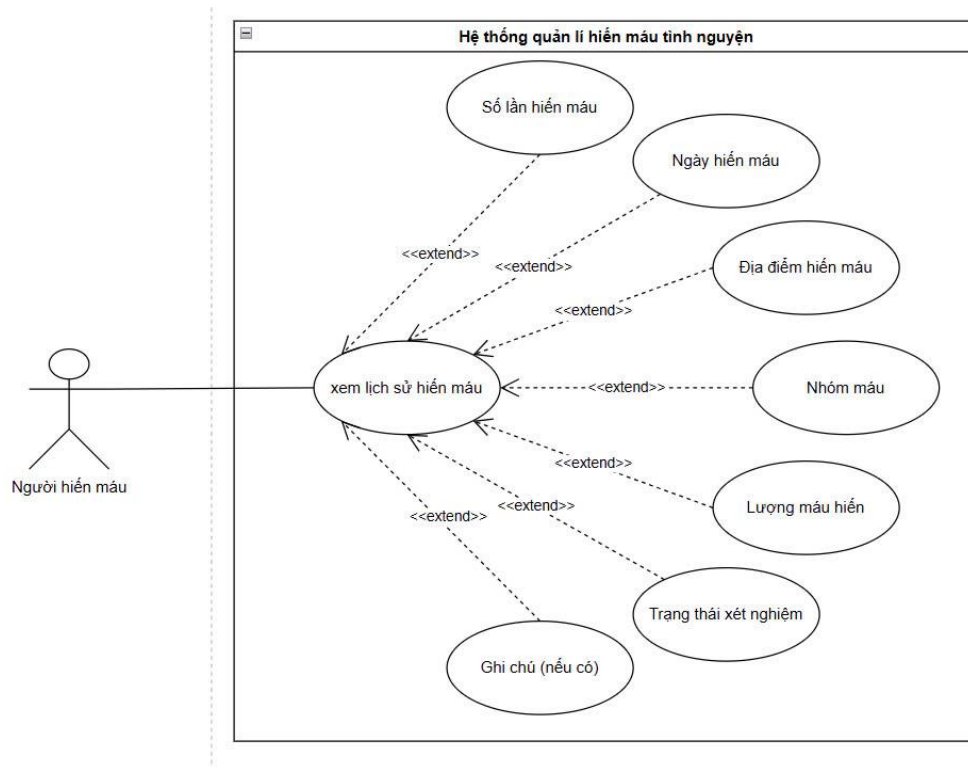 Hệ thống quản lí hiến máu tình nguyện
Số lần hiến máu
Ngày hiến máu
<<extend>>
<<extend>>
Địa điểm hiến máu
<<extend>>
xem lịch sử hiến máu
<<extend>>
Nhóm máu
Người hiến máu
<<extend>>
Lượng máu hiến
<<extend>>
<<extend>>
Trạng thái xét nghiệm
Ghi chú (nếu có)